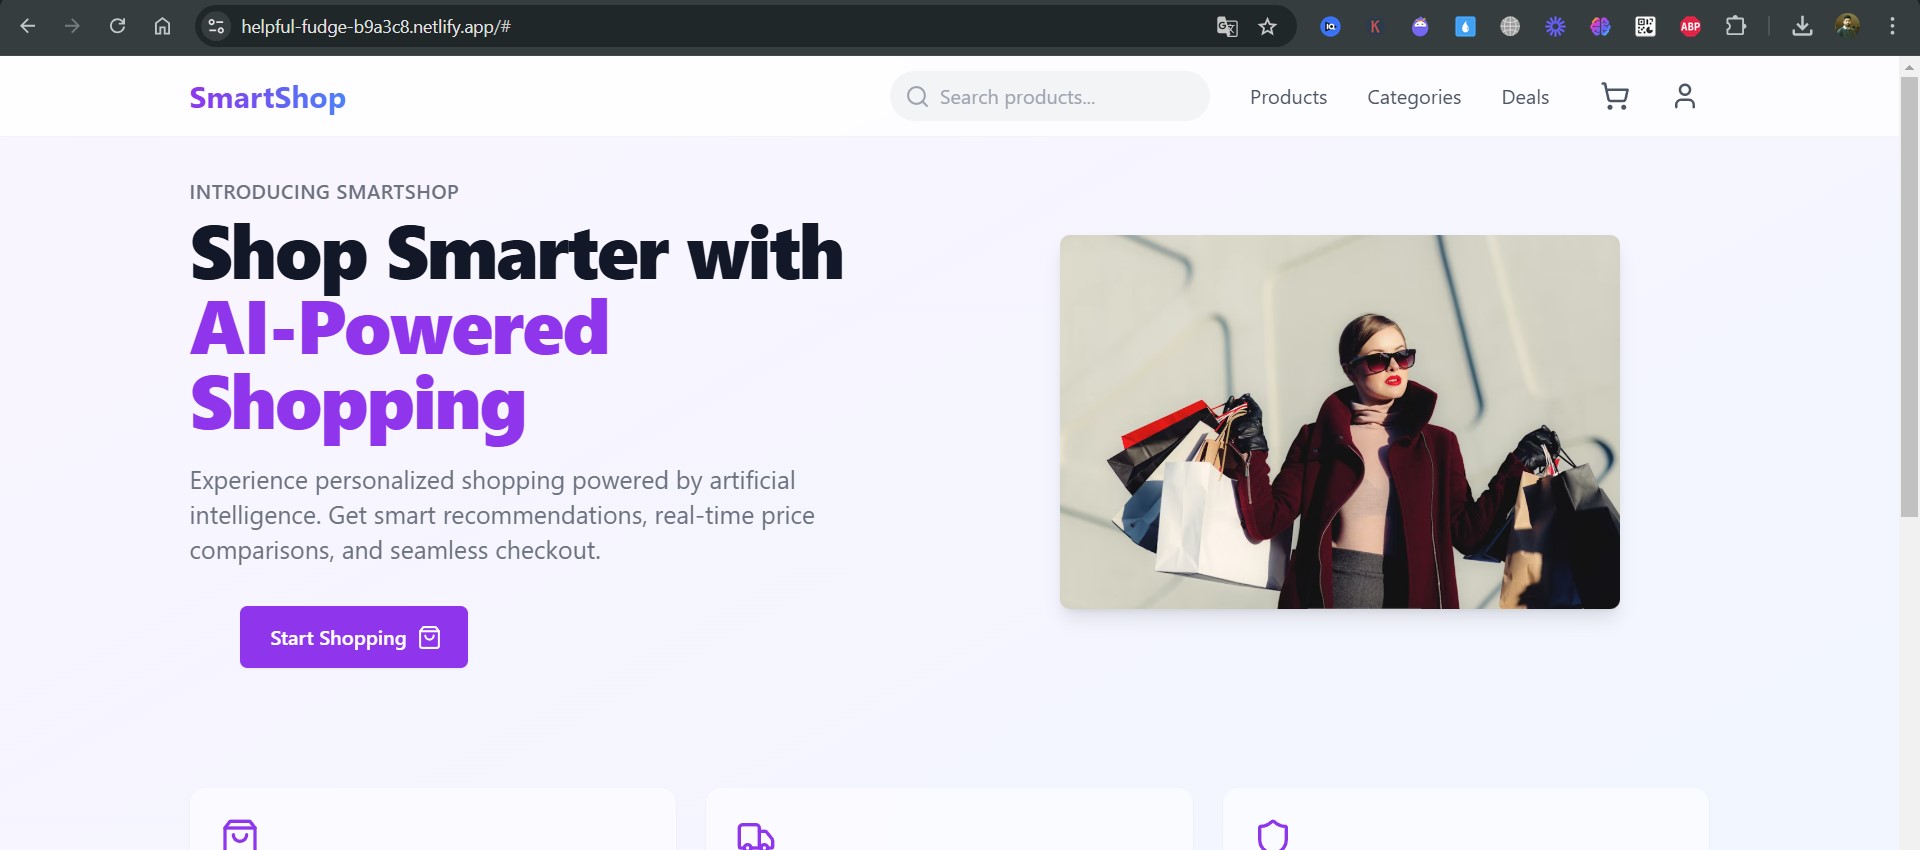 helpful-fudge-b9a3c8.netlify.app/#
IQ
K
ABP
SmartShop
Search products...
Products
Categories
Deals
INTRODUCING SMARTSHOP
Shop Smarter with
AI-Powered
Shopping
Experience personalized shopping powered by artificial
intelligence. Get smart recommendations, real-time price
comparisons, and seamless checkout.
Start Shopping